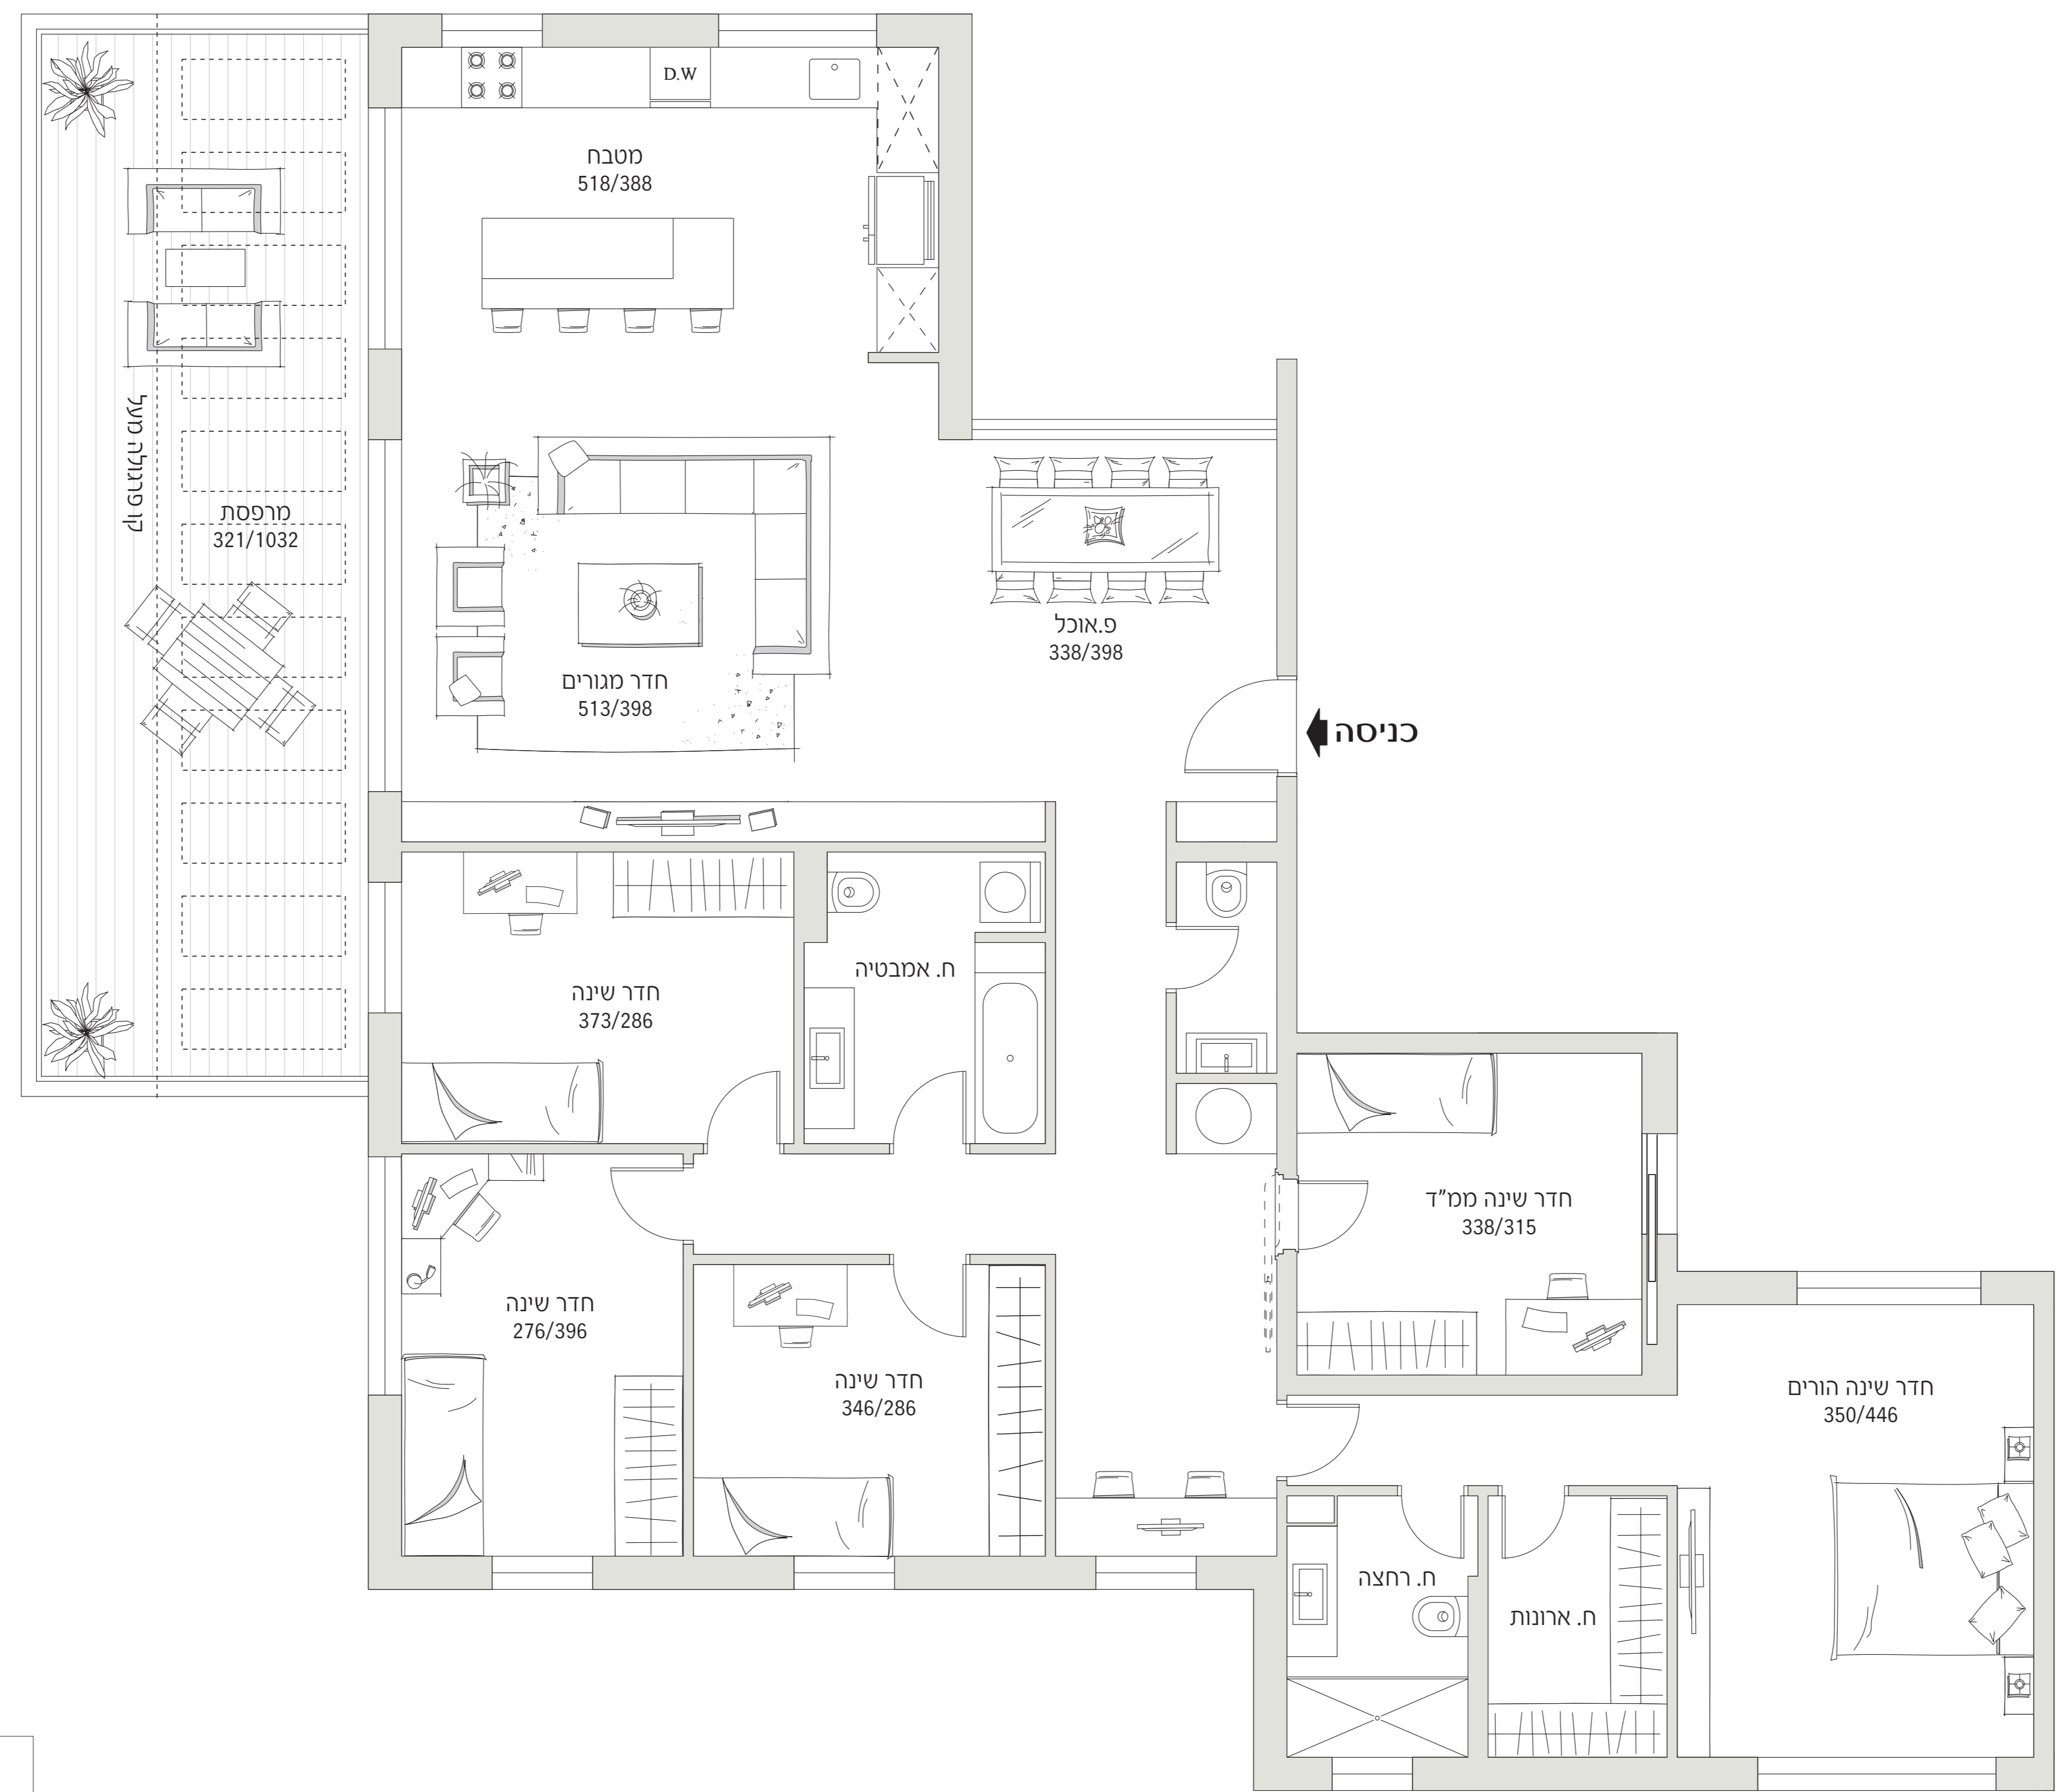 D.W
מטבח
518/388
קו פרגולה מעל
מרפסת
321/1032
פ.אוכל
338/398
חדר מגורים
513/398
כניסה
ח. אמבטיה
חדר שינה
373/286
חדר שינה ממ"ד
338/315
חדר שינה
276/396
חדר שינה
346/286
חדר שינה הורים
350/446
ח. רחצה
ח. ארונות